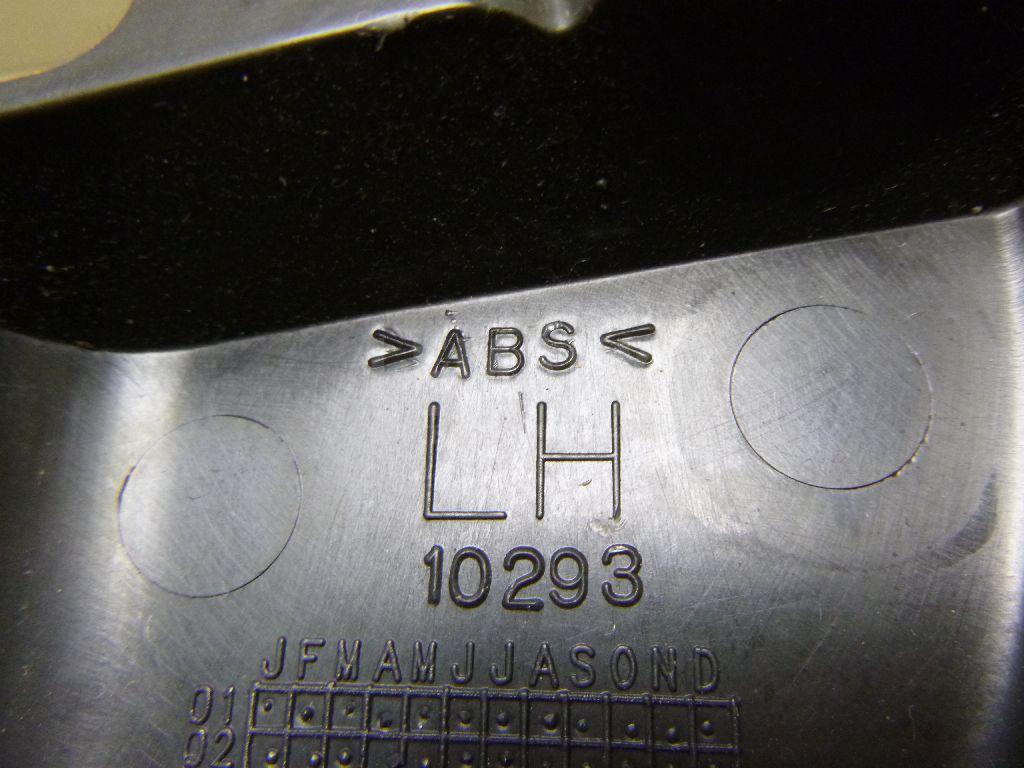 >ABS<
LH
10293
JFMAMJJASOND
01
02